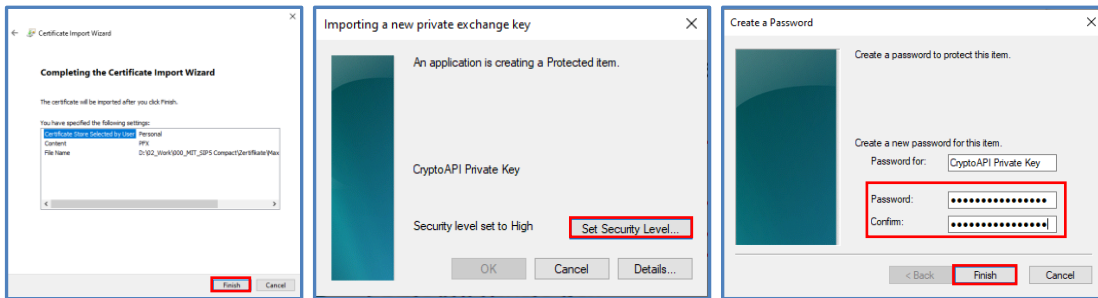 Certificate Import Wizard
Completing the Certificate Import Wizard
The certificate will be imported after you click Finish.
You have specified the following settings:
Certificate Store Selected by User Personal
Content PFX
File Name D:\02_Work\000_MIT_SIPS Compact\Zertifikate\Max
Finish Cancel
Importing a new private exchange key
An application is creating a Protected item.
CryptoAPI Private Key
Security level set to High Set Security Level...
OK Cancel Details...
Create a Password
Create a password to protect this item.
Create a new password for this item.
Password for: CryptoAPI Private Key
Password: ●●●●●●●●●●●●●●●●
Confirm: ●●●●●●●●●●●●●●●●
< Back Finish Cancel